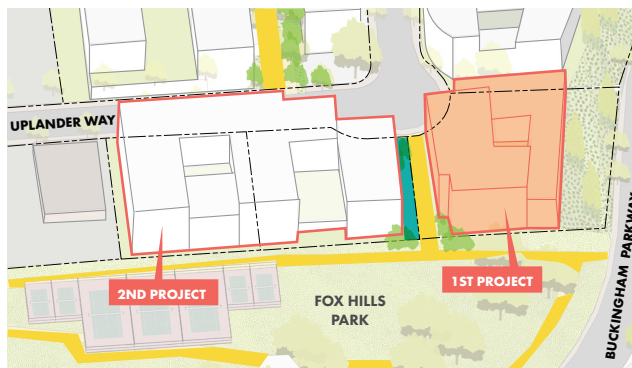 UPLANDER WAY
2ND PROJECT
1ST PROJECT
FOX HILLS
PARK
BUCKINGHAM PARKWAY